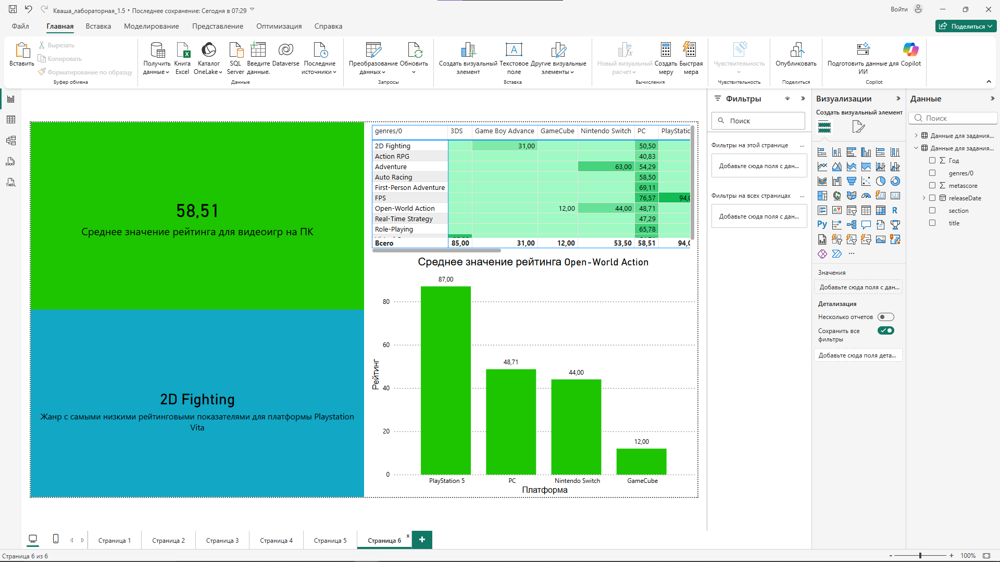 Кваша_лабораторная_1.5 • Последнее сохранение: Сегодня в 07:29
Войти
Файл
Главная
Вставка
Моделирование
Представление
Оптимизация
Справка
Поделиться
Вставить
Вырезать
Копировать
Форматирование по образцу
Буфер обмена
Получить данные
Книга Excel
Каталог OneLake
SQL Server
Введите данные.
Dataverse
Последние источники
Данные
Преобразование данных
Обновить
Запросы
Создать визуальный элемент
Текстовое поле
Другие визуальные элементы
Вставка
Новый визуальный расчет
Создать меру
Быстрая мера
Вычисления
Чувствительность
Чувствительность
Опубликовать
Поделиться
Подготовить данные для ИИ
Copilot
Copilot
58,51
Среднее значение рейтинга для видеоигр на ПК
2D Fighting
Жанр с самыми низкими рейтинговыми показателями для платформы Playstation
Vita
genres/0 3DS Game Boy Advance GameCube Nintendo Switch PC PlayStatic
2D Fighting 31,00 50,50
Action RPG 40,83
Adventure 63,00 54,29
Auto Racing 58,50
First-Person Adventure 69,11
FPS 76,57 94,0
Open-World Action 12,00 44,00 48,71
Real-Time Strategy 47,29
Role-Playing 65,78
Всего 85,00 31,00 12,00 53,50 58,51 94,0
Среднее значение рейтинга Open-World Action
87,00
80
60
48,71
44,00
Рейтинг
40
20
12,00
0
PlayStation 5 PC Nintendo Switch GameCube
Платформа
Фильтры
Поиск
Фильтры на этой странице ...
Добавьте сюда поля с дан...
Фильтры на всех страницах ...
Добавьте сюда поля с дан...
Визуализации
Создать визуальный элемент
Значения
Добавьте сюда поля с дан...
Детализация
Несколько отчетов
Сохранить все
фильтры
Добавьте сюда поля дета...
Данные
Поиск
Данные для задания...
Данные для задания...
Год
genres/0
metascore
releaseDate
section
title
Страница 1
Страница 2
Страница 3
Страница 4
Страница 5
Страница 6
x
+
Страница 6 из 6
- + 100%